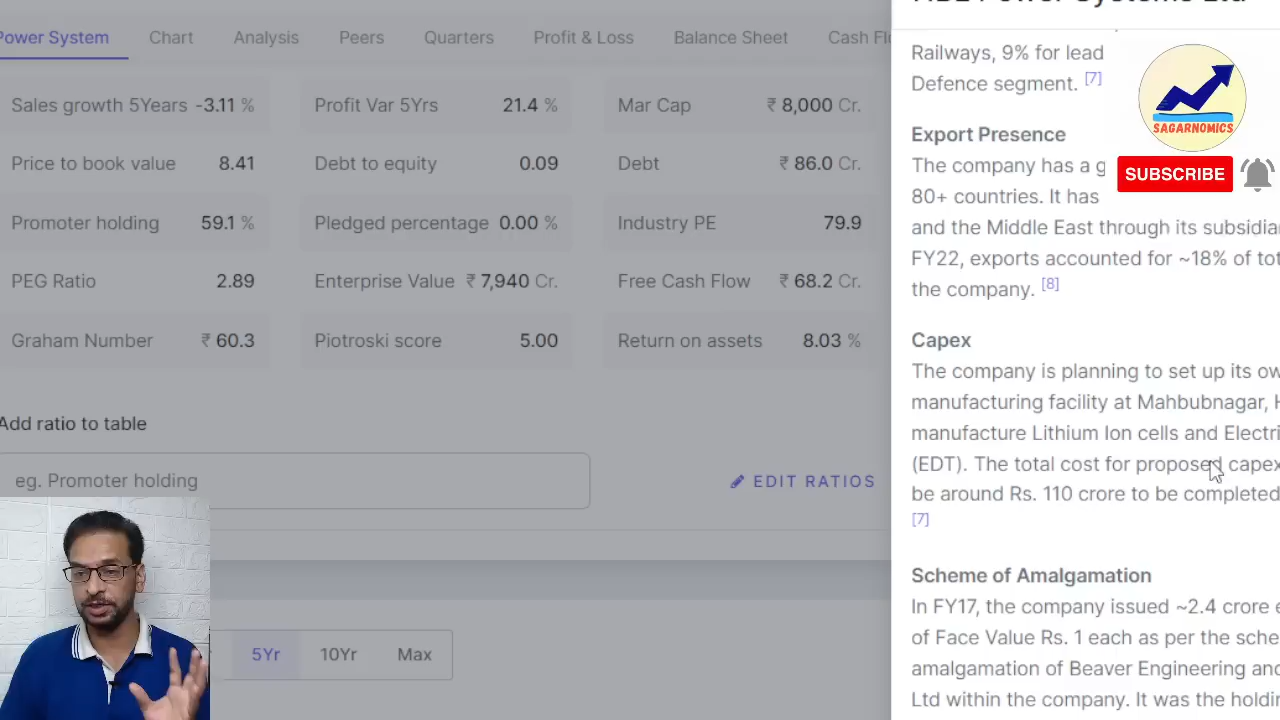 Power System Chart Analysis Peers Quarters Profit & Loss Balance Sheet Cash
Sales growth 5Years -3.11 % Profit Var 5Yrs 21.4 % Mar Cap ₹ 8,000 Cr.
Price to book value 8.41 Debt to equity 0.09 Debt ₹ 86.0 Cr.
Promoter holding 59.1 % Pledged percentage 0.00 % Industry PE 79.9
PEG Ratio 2.89 Enterprise Value ₹ 7,940 Cr. Free Cash Flow ₹ 68.2 Cr.
Graham Number ₹ 60.3 Piotroski score 5.00 Return on assets 8.03 %
Add ratio to table
eg. Promoter holding EDIT RATIOS
5Yr 10Yr Max
Power Systems Ltd
Railways, 9% for lead
Defence segment. [7]
Export Presence
The company has a g
80+ countries. It has
and the Middle East through its subsidia
FY22, exports accounted for ~18% of tot
the company. [8]
Capex
The company is planning to set up its ow
manufacturing facility at Mahbubnagar, H
manufacture Lithium Ion cells and Electri
(EDT). The total cost for proposed capex
be around Rs. 110 crore to be completed
[7]
Scheme of Amalgamation
In FY17, the company issued ~2.4 crore e
of Face Value Rs. 1 each as per the sche
amalgamation of Beaver Engineering and
Ltd within the company. It was the holdin
SAGARNOMICS
SUBSCRIBE